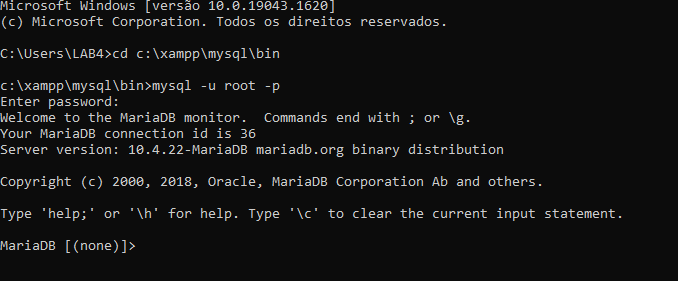 Microsoft Windows [versão 10.0.19043.1620]
(c) Microsoft Corporation. Todos os direitos reservados.
C:\Users\LAB4>cd c:\xampp\mysql\bin
c:\xampp\mysql\bin>mysql -u root -p
Enter password:
Welcome to the MariaDB monitor.  Commands end with ; or \g.
Your MariaDB connection id is 36
Server version: 10.4.22-MariaDB mariadb.org binary distribution
Copyright (c) 2000, 2018, Oracle, MariaDB Corporation Ab and others.
Type 'help;' or '\h' for help. Type '\c' to clear the current input statement.
MariaDB [(none)]>